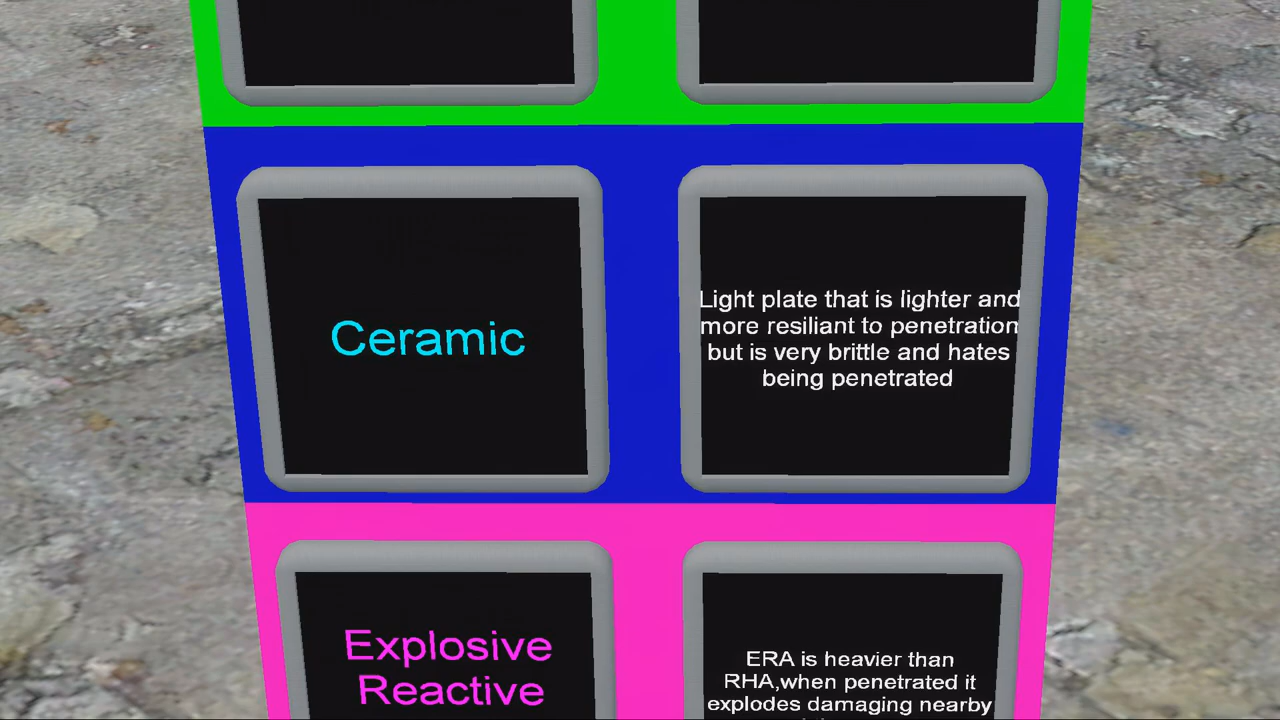 Ceramic
Light plate that is lighter and
more resiliant to penetration
but is very brittle and hates
being penetrated
Explosive
Reactive
ERA is heavier than
RHA,when penetrated it
explodes damaging nearby